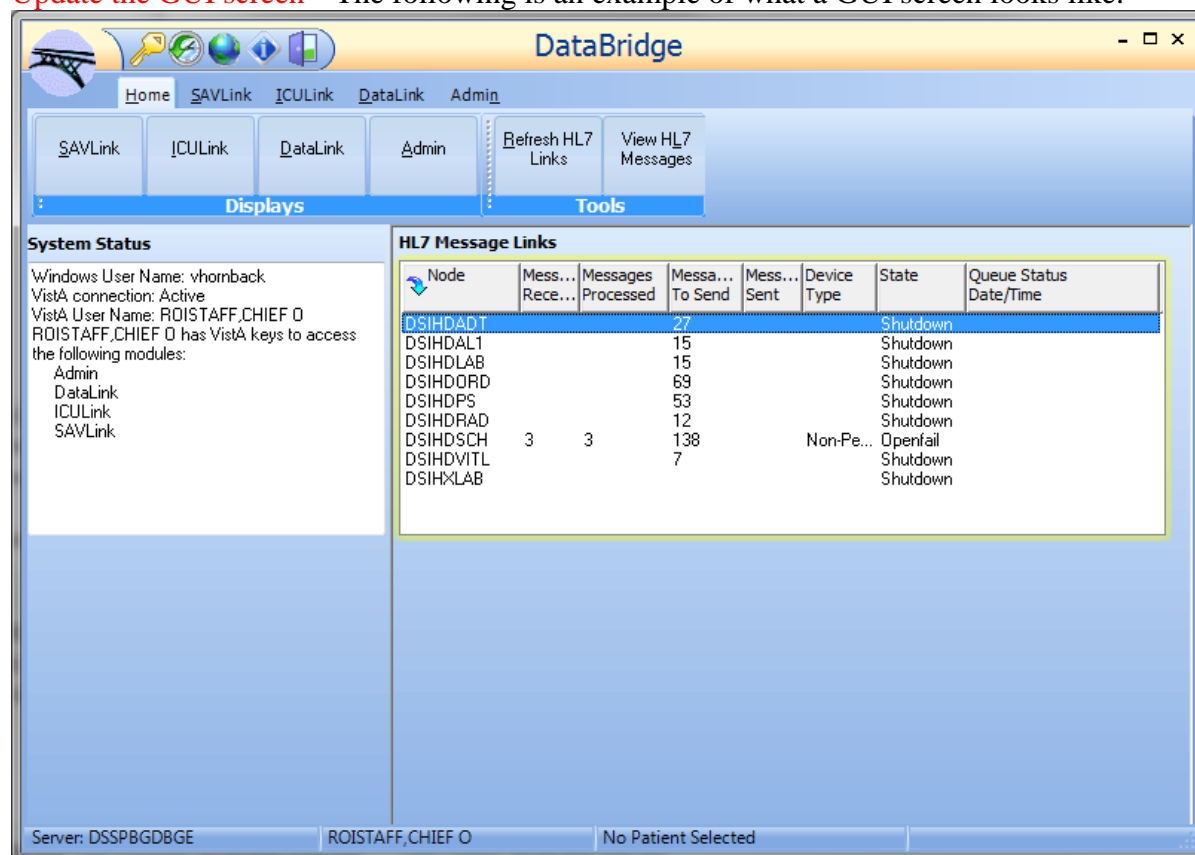 Update the GUI screen - The following is an example of what a GUI screen looks like:
DataBridge
Home SAVLink ICULink DataLink Admin
SAVLink ICULink DataLink Admin Refresh HL7 Links View HL7 Messages
Displays Tools
System Status
Windows User Name: vhornback
VistA connection: Active
VistA User Name: ROISTAFF,CHIEF O
ROISTAFF,CHIEF O has VistA keys to access
the following modules:
Admin
DataLink
ICULink
SAVLink
HL7 Message Links
Node Mess... Rece... Messages Processed Messa... To Send Mess... Sent Device Type State Queue Status Date/Time
DSIHDADT 27 Shutdown
DSIHDAL1 15 Shutdown
DSIHDLAB 15 Shutdown
DSIHDORD 69 Shutdown
DSIHDPS 53 Shutdown
DSIHDRAD 12 Shutdown
DSIHDSCH 3 3 138 Non-Pe... Openfail
DSIHDVITL 7 Shutdown
DSIHXLAB Shutdown
Server: DSSPBGDBGE ROISTAFF,CHIEF O No Patient Selected